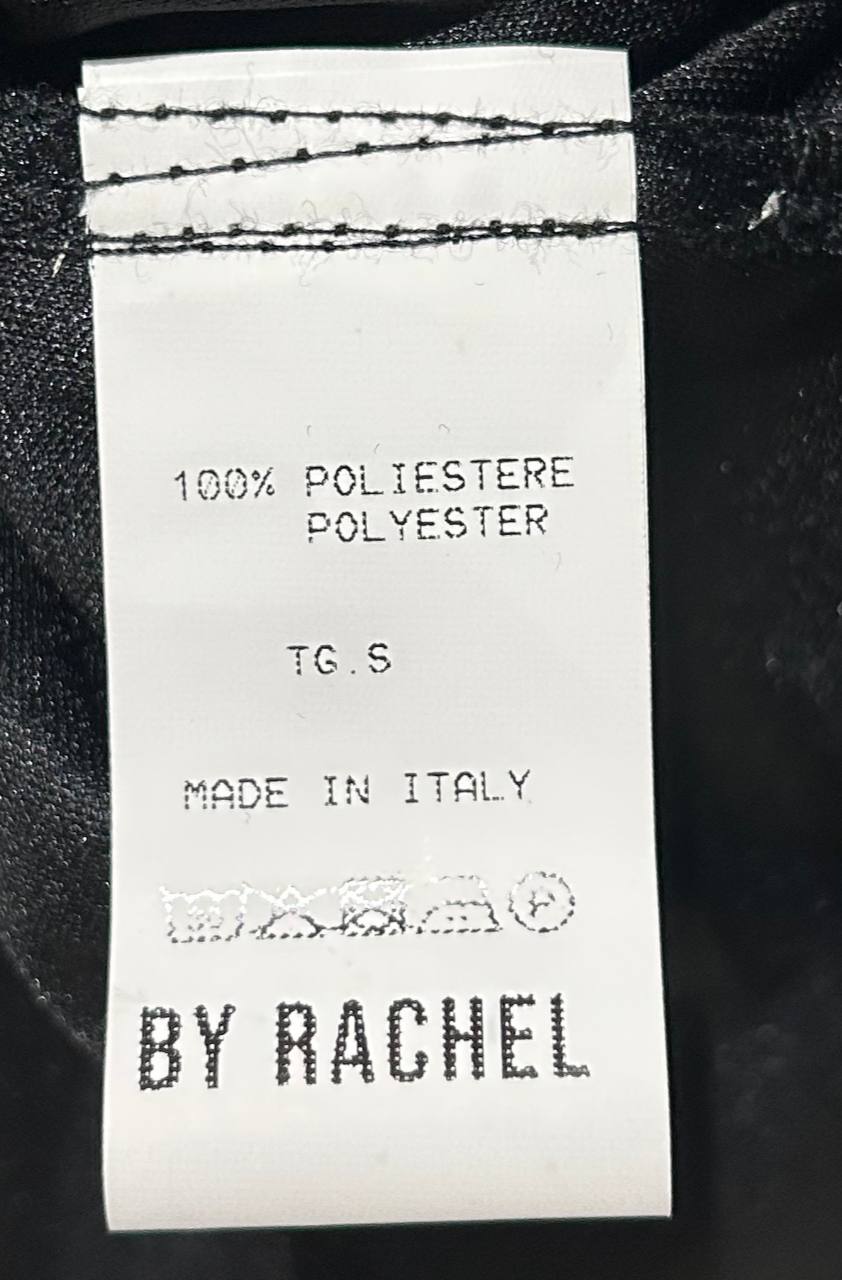 100% POLIESTERE
POLYESTER
TG.S
MADE IN ITALY
P
BY RACHEL